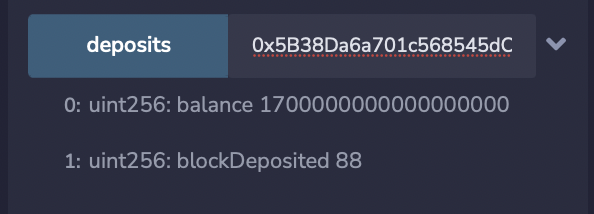 deposits 0x5B38Da6a701c568545dC
0: uint256: balance 1700000000000000000
1: uint256: blockDeposited 88